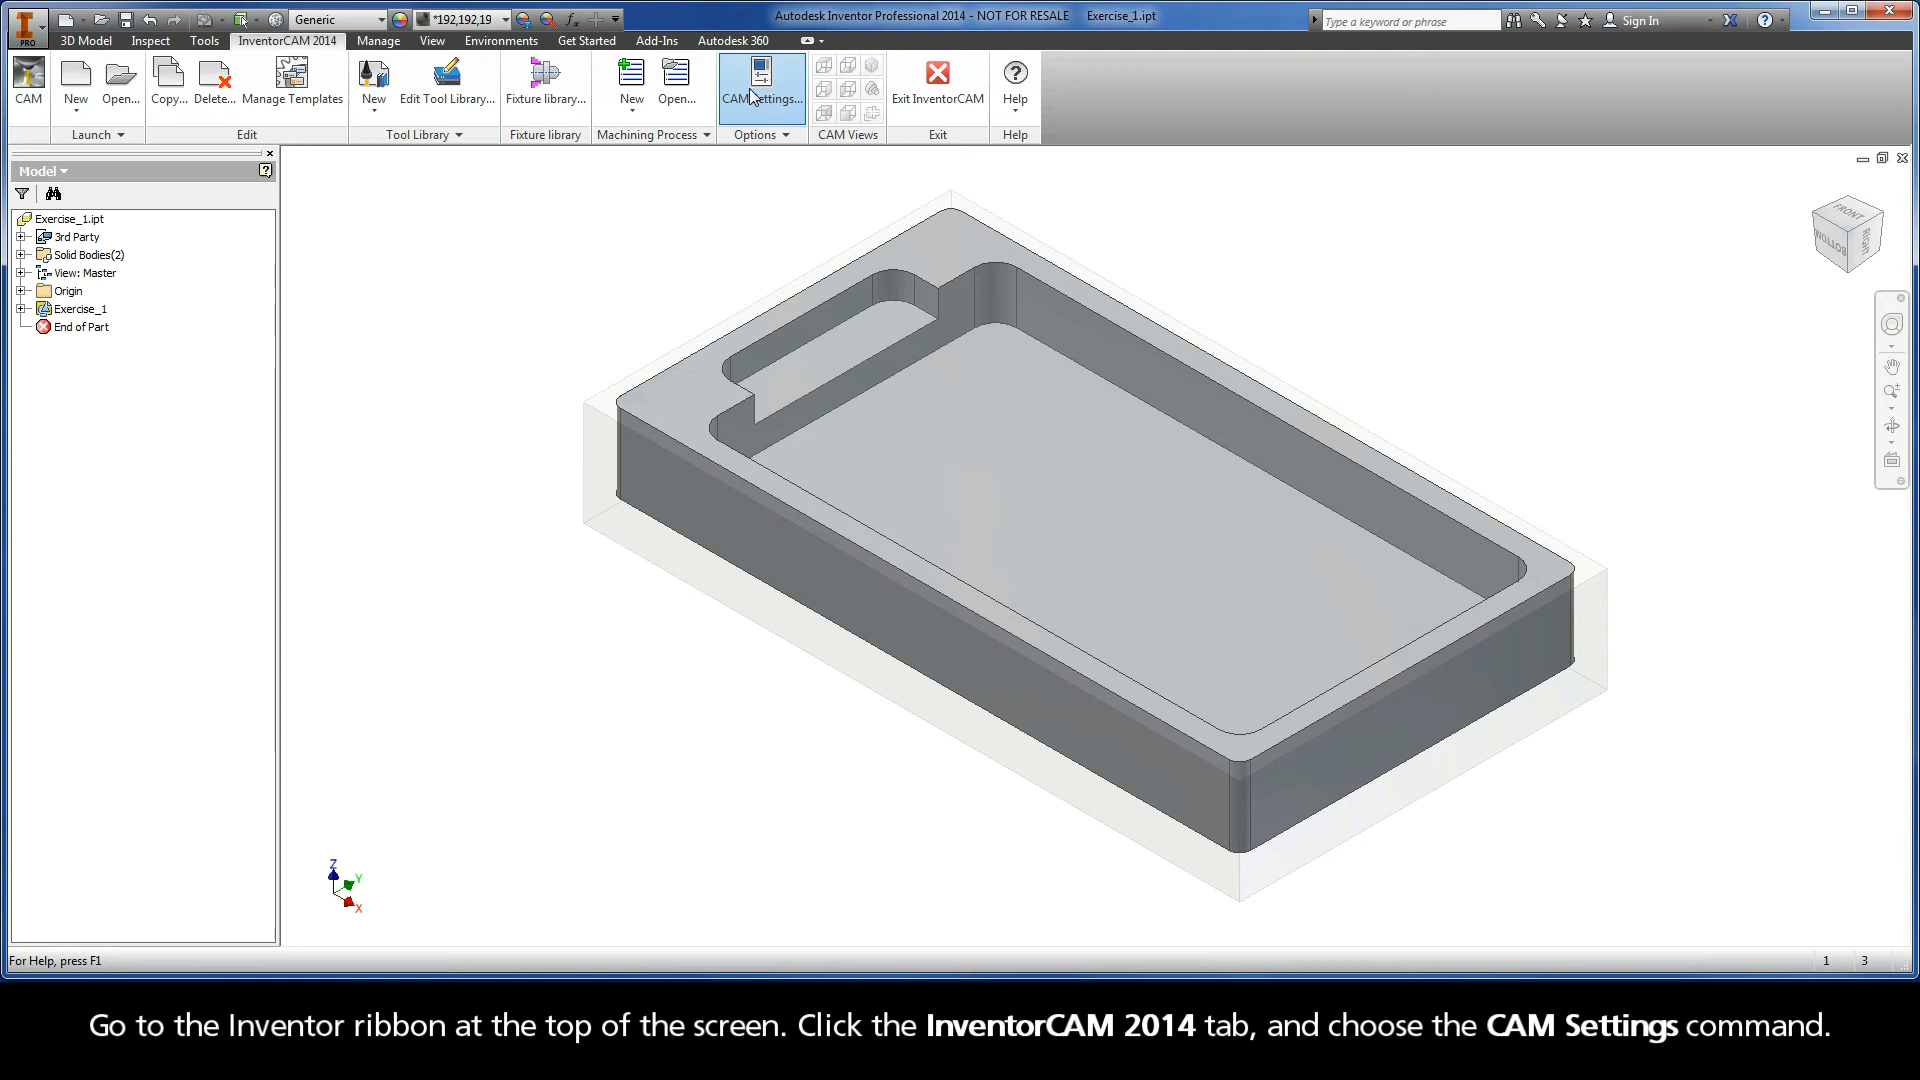 Generic
*192,192,19
Autodesk Inventor Professional 2014 - NOT FOR RESALE Exercise_1.ipt
Type a keyword or phrase
Sign In
PRO
3D Model Inspect Tools InventorCAM 2014 Manage View Environments Get Started Add-Ins Autodesk 360
CAM New Open... Copy... Delete... Manage Templates New Edit Tool Library... Fixture library... New Open... CAM Settings... Exit InventorCAM Help
Launch Edit Tool Library Fixture library Machining Process Options CAM Views Exit Help
Model
Exercise_1.ipt
3rd Party
Solid Bodies(2)
View: Master
Origin
Exercise_1
End of Part
FRONT
BOTTOM
RIGHT
Z
Y
X
For Help, press F1
1 3
Go to the Inventor ribbon at the top of the screen. Click the InventorCAM 2014 tab, and choose the CAM Settings command.